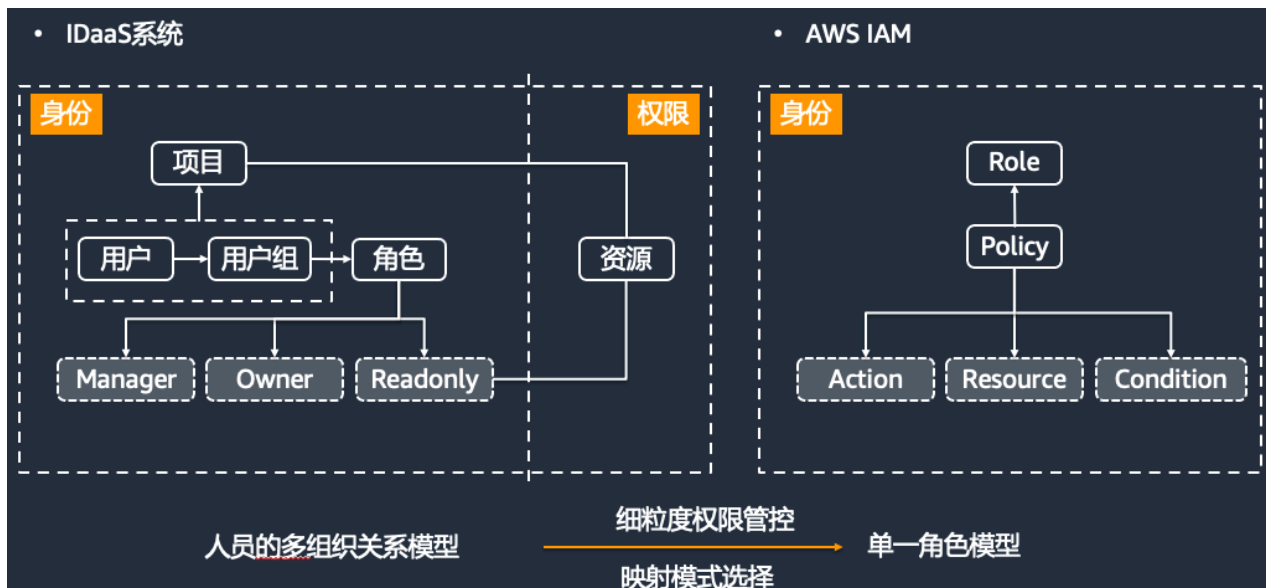 • IDaaS系统
• AWS IAM
身份
权限
身份
项目
Role
用户
用户组
角色
资源
Policy
Manager
Owner
Readonly
Action
Resource
Condition
细粒度权限管控
人员的多组织关系模型
单一角色模型
映射模式选择